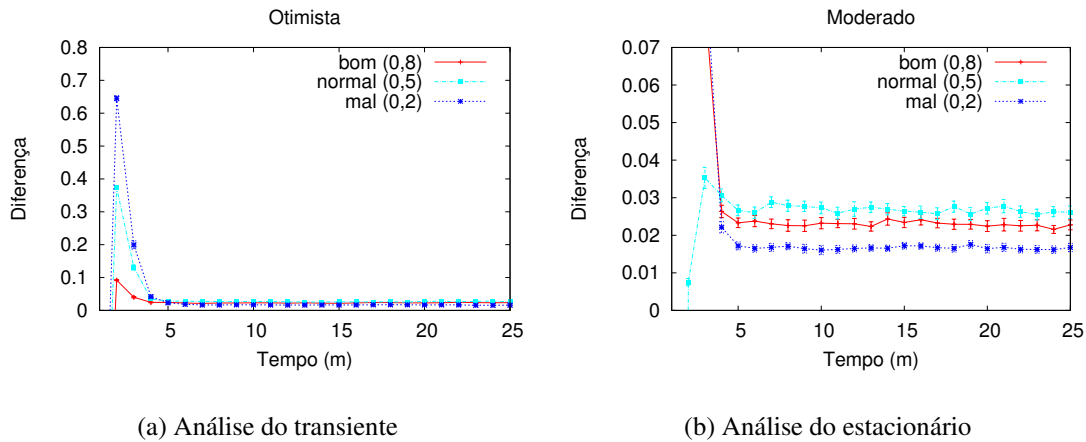 Otimista
0.8
0.7
0.6
0.5
0.4
0.3
0.2
0.1
0
5
10
15
20
25
Diferença
Tempo (m)
bom (0,8)
normal (0,5)
mal (0,2)
(a) Análise do transiente
Moderado
0.07
0.06
0.05
0.04
0.03
0.02
0.01
0
5
10
15
20
25
Diferença
Tempo (m)
bom (0,8)
normal (0,5)
mal (0,2)
(b) Análise do estacionário